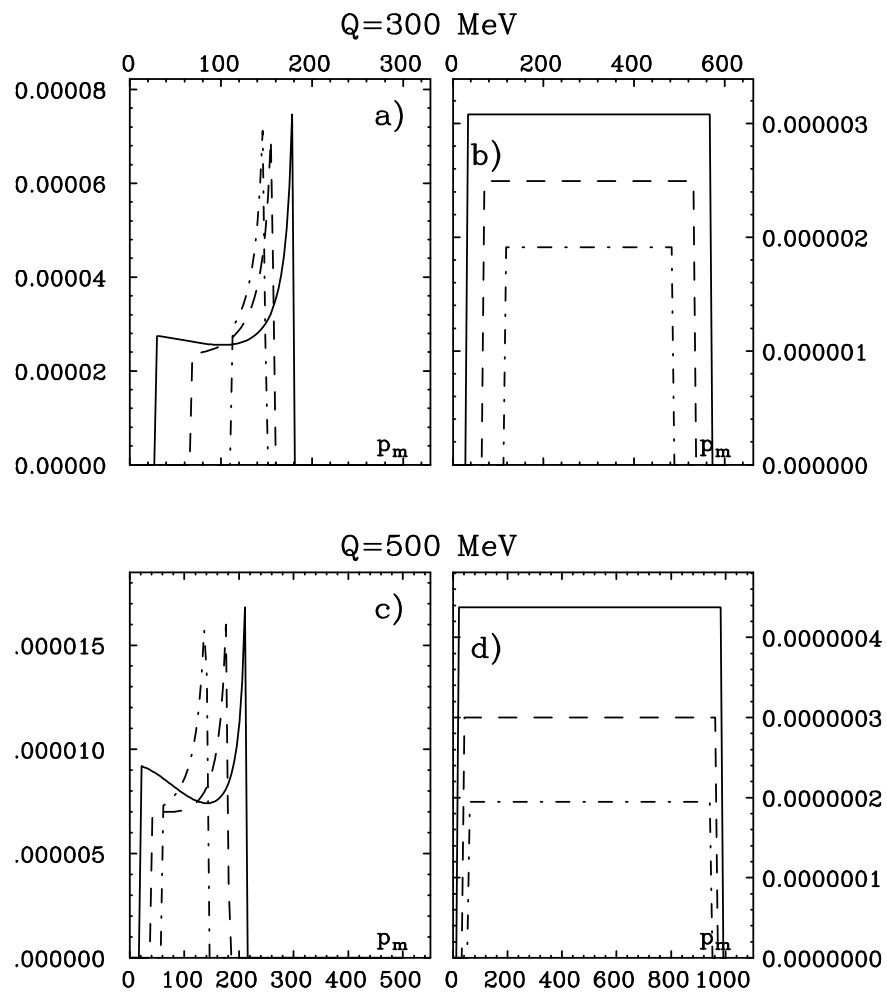 Q=300 MeV
0 100 200 300 0 200 400 600
0.00008
a)
0.000003
b)
0.00006
0.000002
0.00004
0.000001
0.00002
p_m p_m
0.00000 0.000000
Q=500 MeV
c)
.000015 0.0000004
d)
0.0000003
.000010
0.0000002
.000005
0.0000001
p_m p_m
.000000 0.0000000
0 100 200 300 400 500 0 200 400 600 800 1000